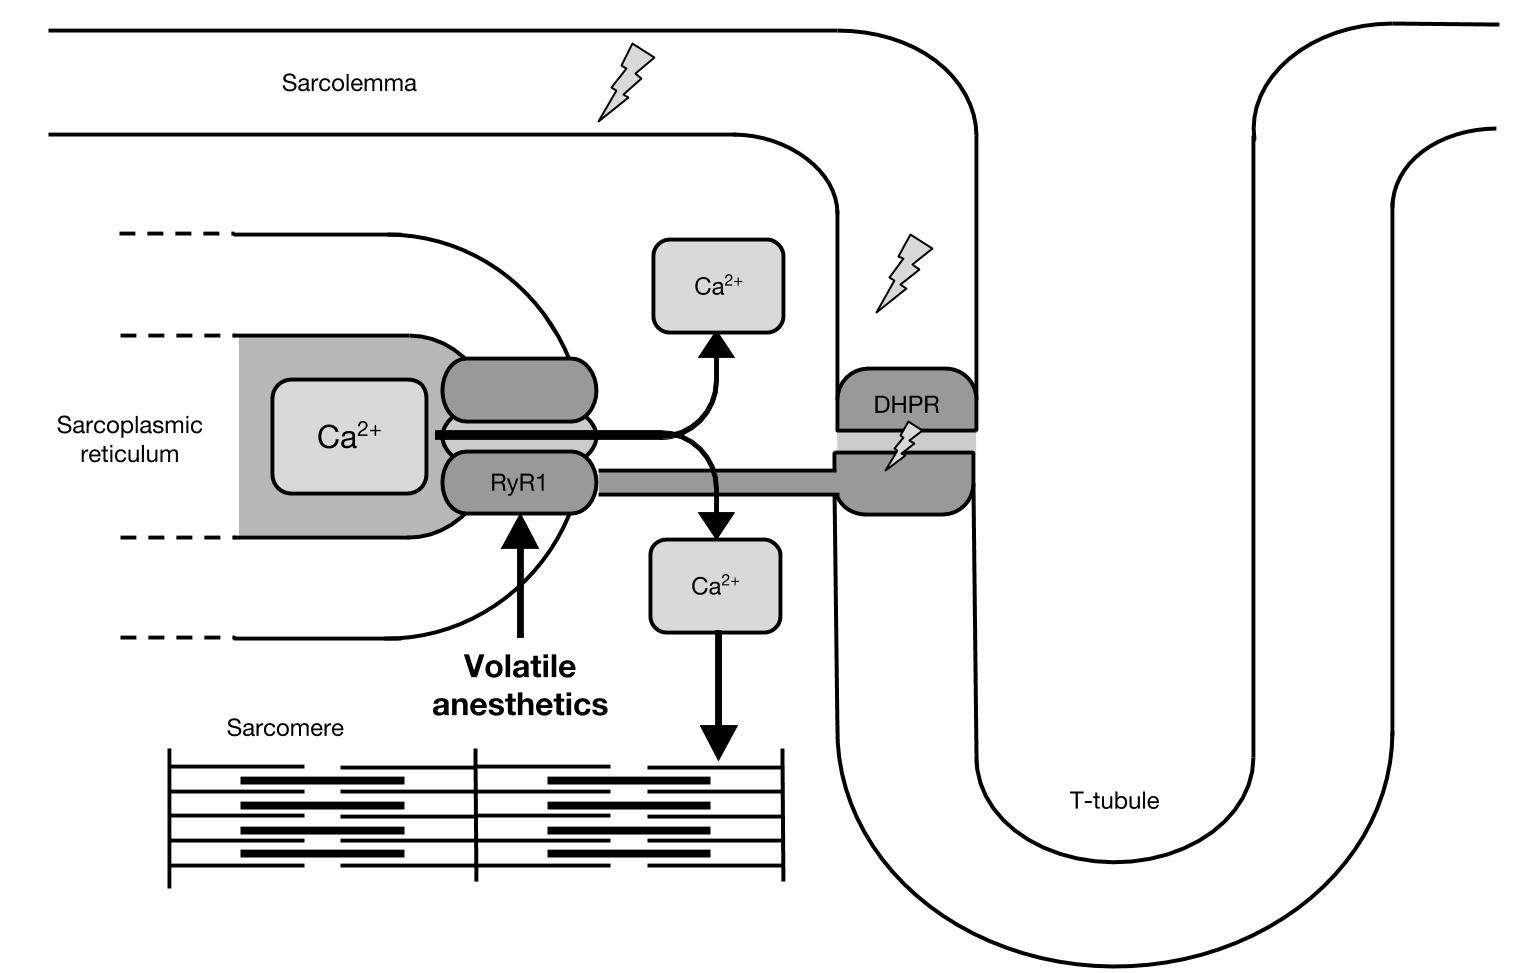 Sarcolemma
Ca²⁺
DHPR
Sarcoplasmic
reticulum
Ca²⁺
RyR1
Ca²⁺
Volatile
anesthetics
Sarcomere
T-tubule